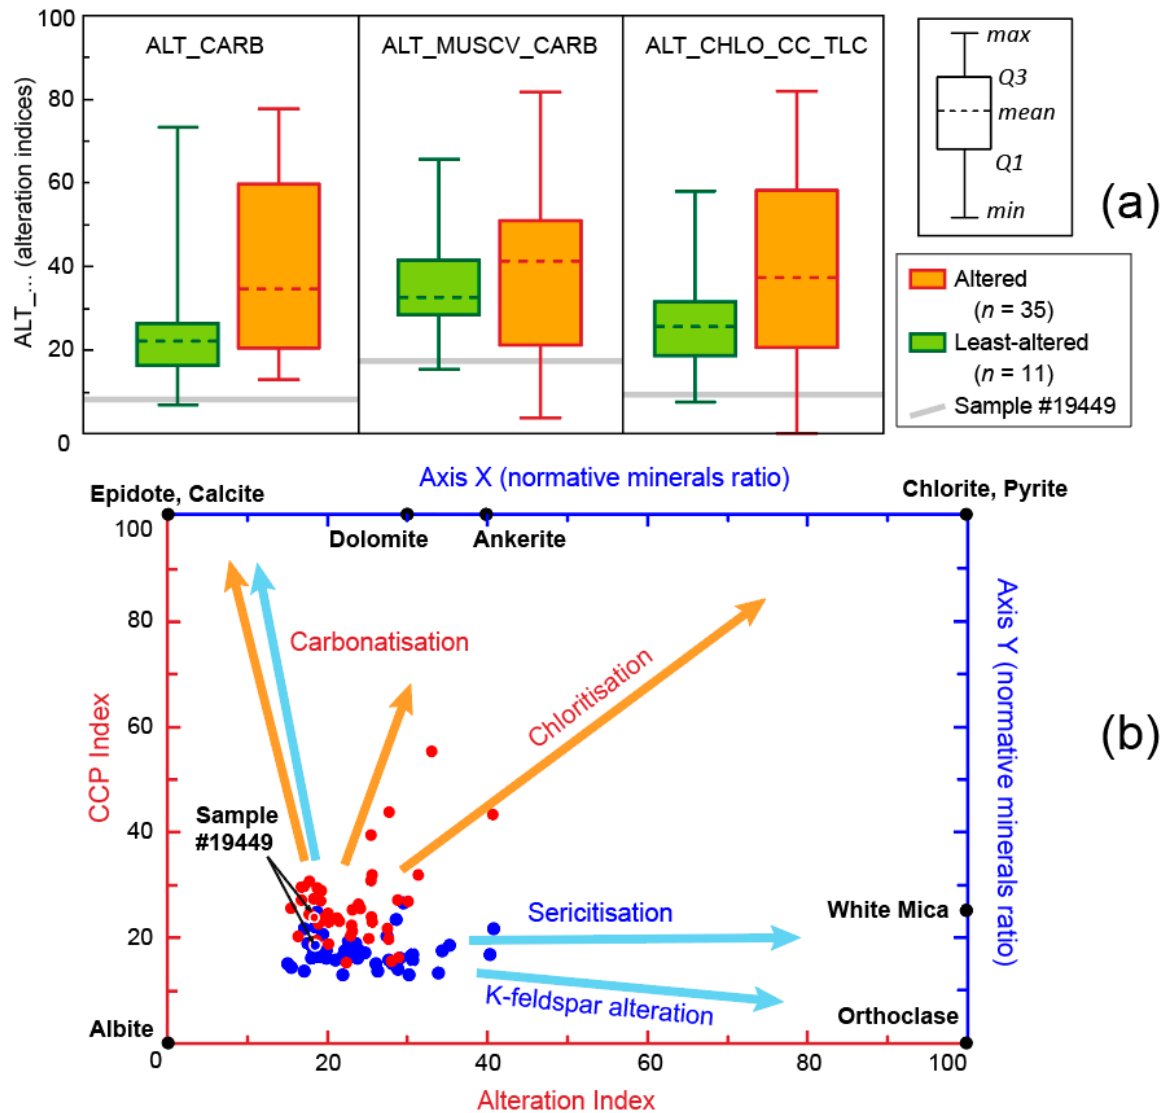 100
80
60
40
20
0
ALT_... (alteration indices)
ALT_CARB
ALT_MUSCV_CARB
ALT_CHLO_CC_TLC
max
Q3
mean
Q1
min
(a)
Altered
(n = 35)
Least-altered
(n = 11)
Sample #19449
Axis X (normative minerals ratio)
Epidote, Calcite
Chlorite, Pyrite
Dolomite
Ankerite
100
80
60
40
20
CCP Index
Carbonatisation
Chloritisation
Sample
#19449
Sericitisation
K-feldspar alteration
White Mica
Orthoclase
Albite
Axis Y (normative minerals ratio)
(b)
0
20
40
60
80
100
Alteration Index